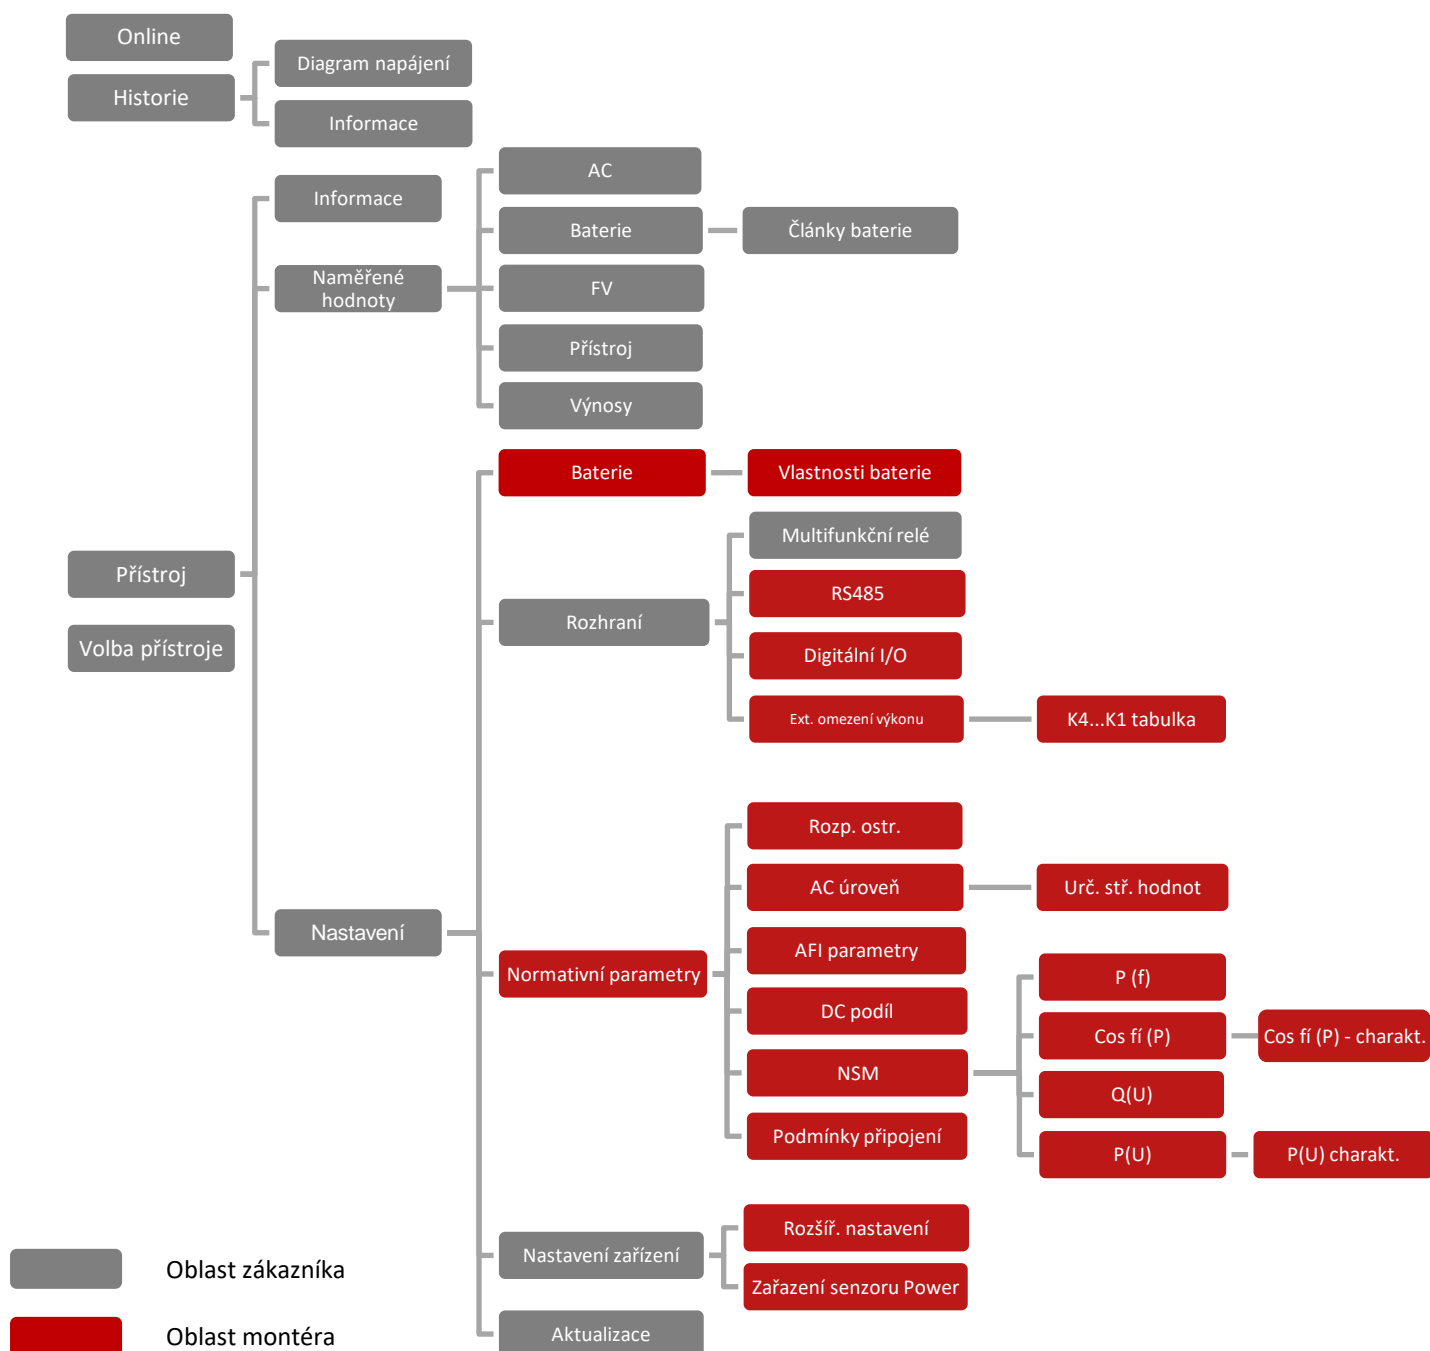 Online
Historie
Diagram napájení
Informace
Informace
Naměřené
hodnoty
AC
Baterie
Články baterie
FV
Přístroj
Výnosy
Přístroj
Volba přístroje
Nastavení
Baterie
Vlastnosti baterie
Rozhraní
Multifunkční relé
RS485
Digitální I/O
Ext. omezení výkonu
K4...K1 tabulka
Normativní parametry
Rozp. ostr.
AC úroveň
Urč. stř. hodnot
AFI parametry
DC podíl
NSM
P (f)
Cos fí (P)
Cos fí (P) - charakt.
Q(U)
P(U)
P(U) charakt.
Podmínky připojení
Nastavení zařízení
Rozšíř. nastavení
Zařazení senzoru Power
Aktualizace
Oblast zákazníka
Oblast montéra